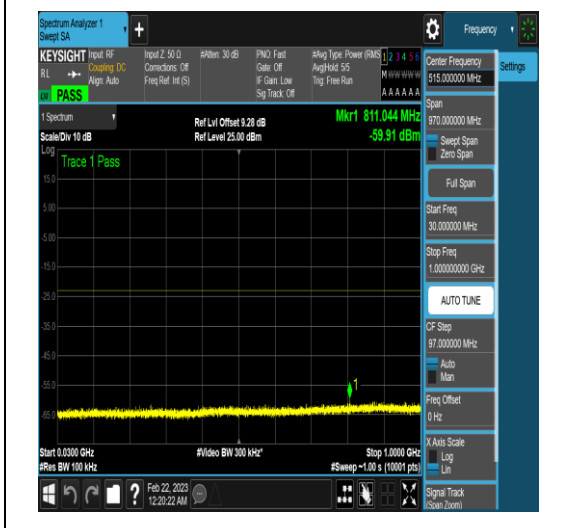 Spectrum Analyzer 1
Swept SA
+
Frequency
KEYSIGHT
RL
PASS
Input: RF
Coupling: DC
Align: Auto
Input Z: 50 Ω
Corrections: Off
Freq Ref: Int (S)
#Atten: 30 dB
PNO: Fast
Gate: Off
IF Gain: Low
Sig Track: Off
#Avg Type: Power (RMS
Avg|Hold: 5/5
Trig: Free Run
1 2 3 4 5 6
M W W W W W
A A A A A A
1 Spectrum
Scale/Div 10 dB
Ref Lvl Offset 9.28 dB
Ref Level 25.00 dBm
Mkr1 811.044 MHz
-59.91 dBm
Log
Trace 1 Pass
15.0
5.00
-5.00
-15.0
-25.0
-35.0
-45.0
-55.0
-65.0
1
Start 0.0300 GHz
#Res BW 100 kHz
#Video BW 300 kHz*
Stop 1.0000 GHz
#Sweep ~1.00 s (10001 pts)
?
Feb 22, 2023
12:20:22 AM
Center Frequency
515.000000 MHz
Span
970.000000 MHz
Swept Span
Zero Span
Full Span
Start Freq
30.000000 MHz
Stop Freq
1.000000000 GHz
AUTO TUNE
CF Step
97.000000 MHz
Auto
Man
Freq Offset
0 Hz
X Axis Scale
Log
Lin
Signal Track
(Span Zoom)
Settings